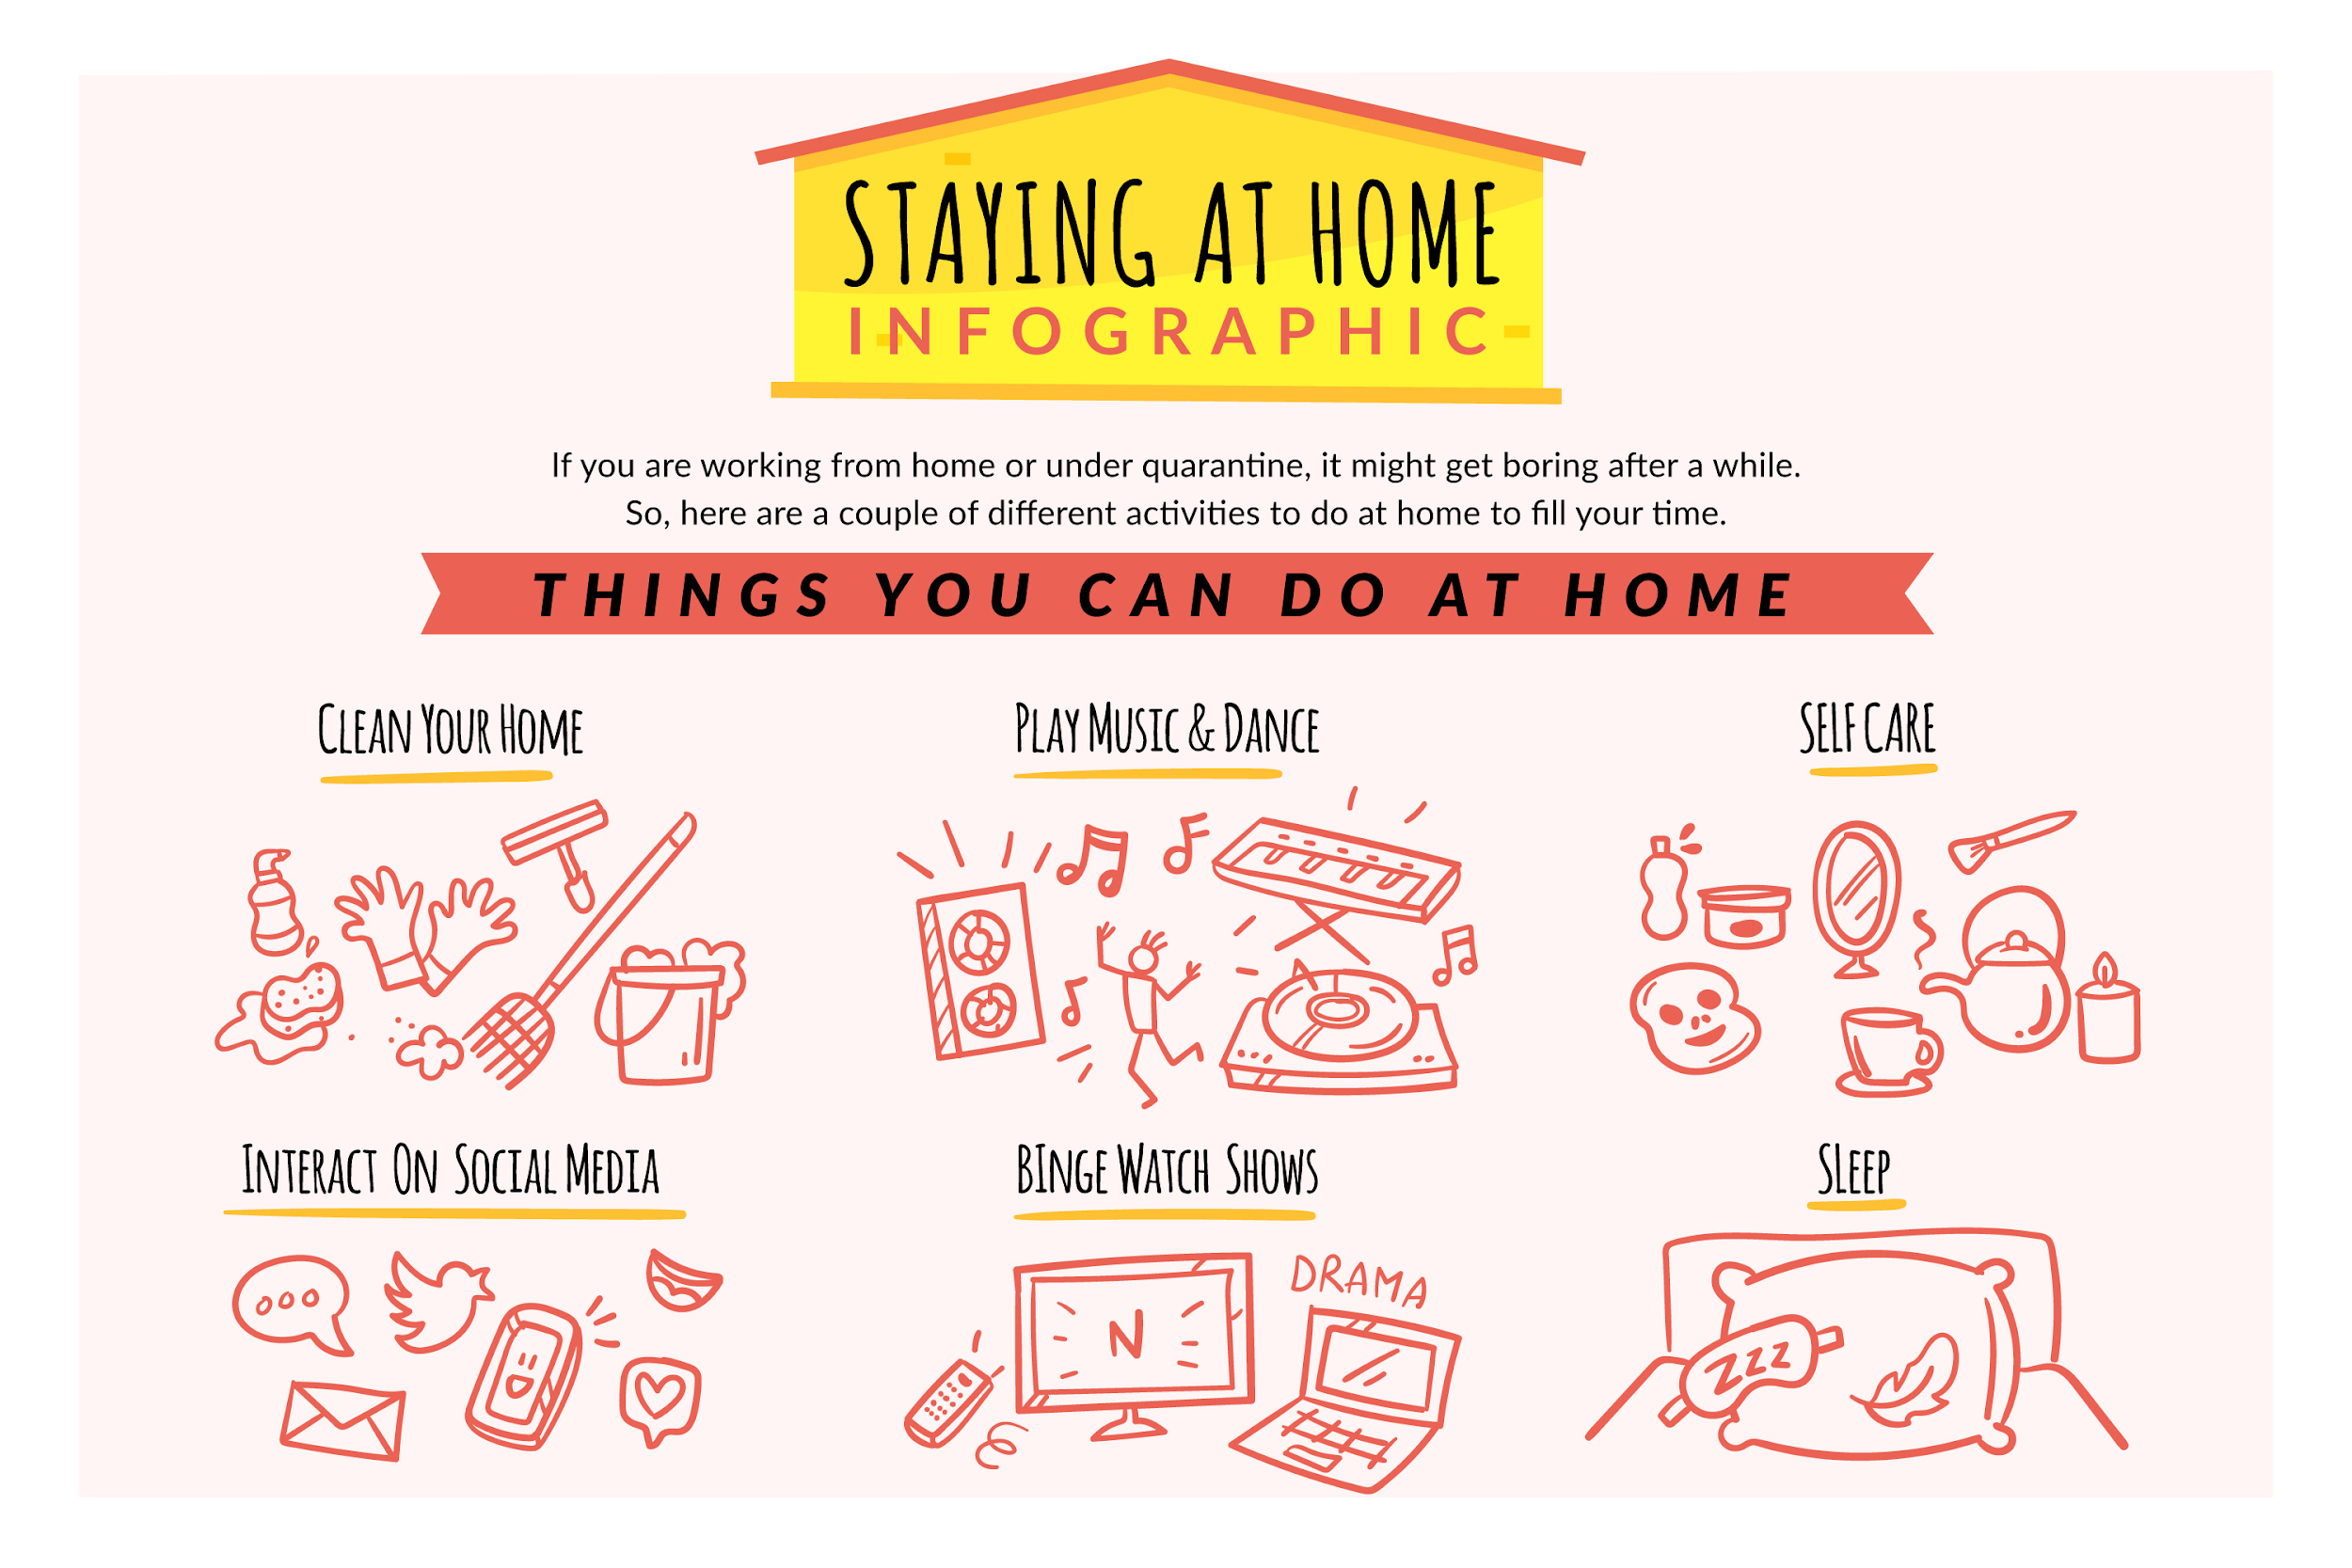 STAYING AT HOME
INFOGRAPHIC
If you are working from home or under quarantine, it might get boring after a while.
So, here are a couple of different activities to do at home to fill your time.
THINGS YOU CAN DO AT HOME
CLEAN YOUR HOME
PLAY MUSIC & DANCE
SELF CARE
INTERACT ON SOCIAL MEDIA
BINGE WATCH SHOWS
SLEEP
N
DRAMA
ZZZ